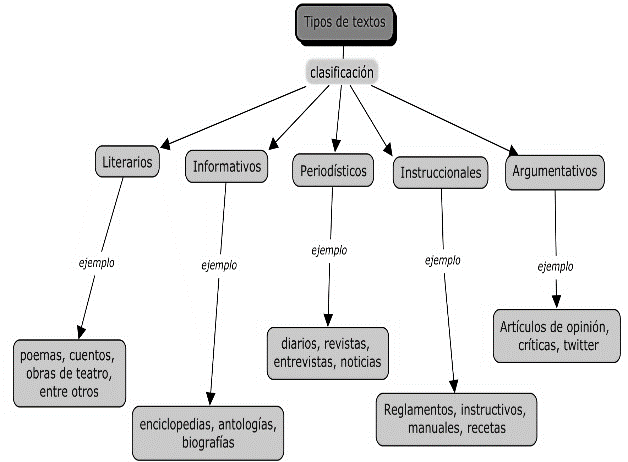 Tipos de textos
clasificación
Literarios
Informativos
Periodísticos
Instruccionales
Argumentativos
ejemplo
ejemplo
ejemplo
ejemplo
ejemplo
poemas, cuentos,
obras de teatro,
entre otros
enciclopedias, antologías,
biografías
diarios, revistas,
entrevistas, noticias
Reglamentos, instructivos,
manuales, recetas
Artículos de opinión,
críticas, twitter